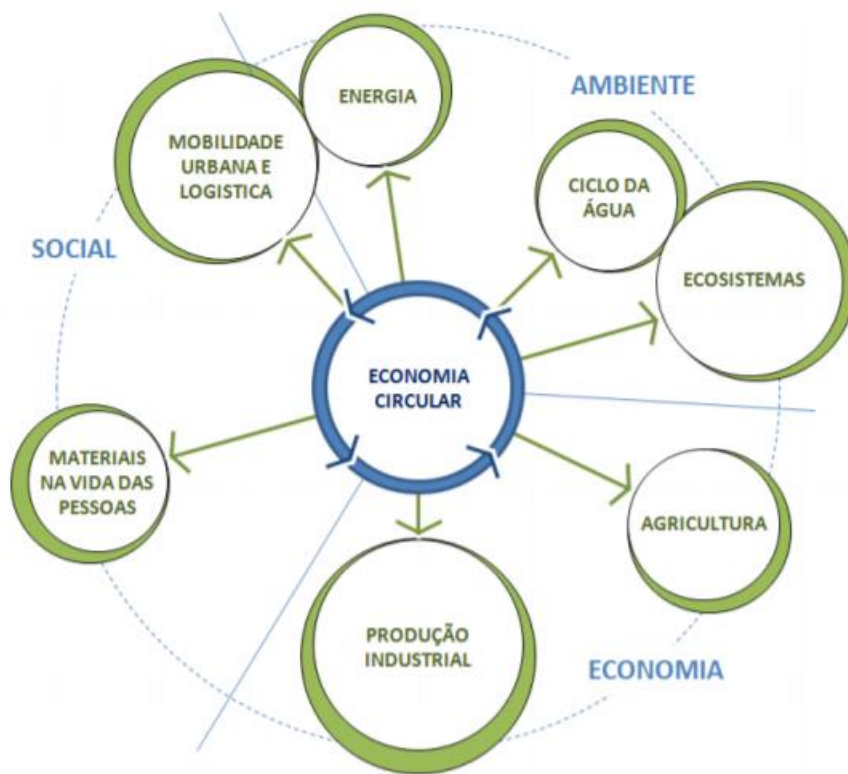 ENERGIA
AMBIENTE
MOBILIDADE
URBANA E
LOGISTICA
CICLO DA
ÁGUA
SOCIAL
ECOSISTEMAS
ECONOMIA
CIRCULAR
MATERIAIS
NA VIDA DAS
PESSOAS
AGRICULTURA
PRODUÇÃO
INDUSTRIAL
ECONOMIA